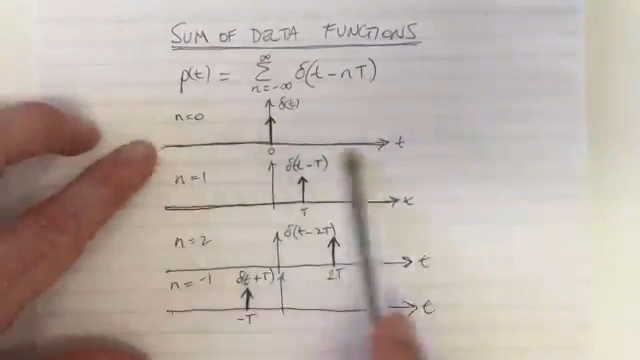 SUM OF DELTA FUNCTIONS
p(t) = ∞ Σ n=-∞ δ(t-nT)
n=0 δ(t)
0 t
n=1 δ(t-T)
T t
n=2 δ(t-2T)
2T t
n=-1 δ(t+T)
-T t